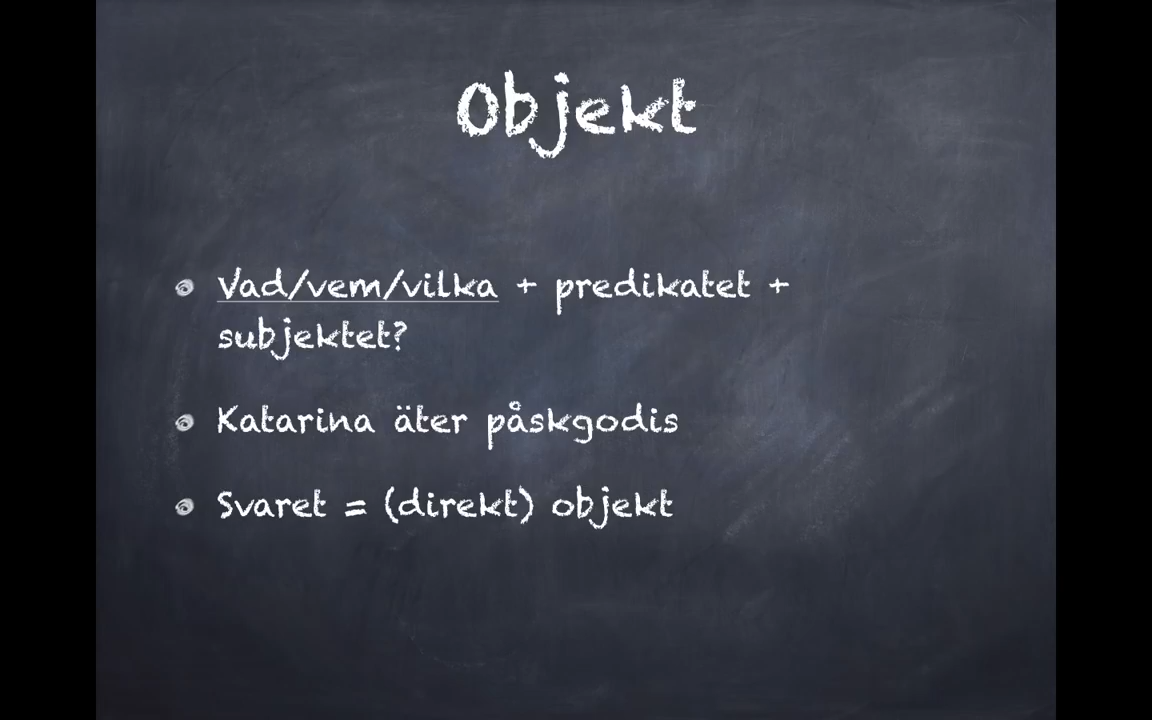 Objekt
Vad/vem/vilka + predikatet +
subjektet?
Katarina äter påskgodis
Svaret = (direkt) objekt